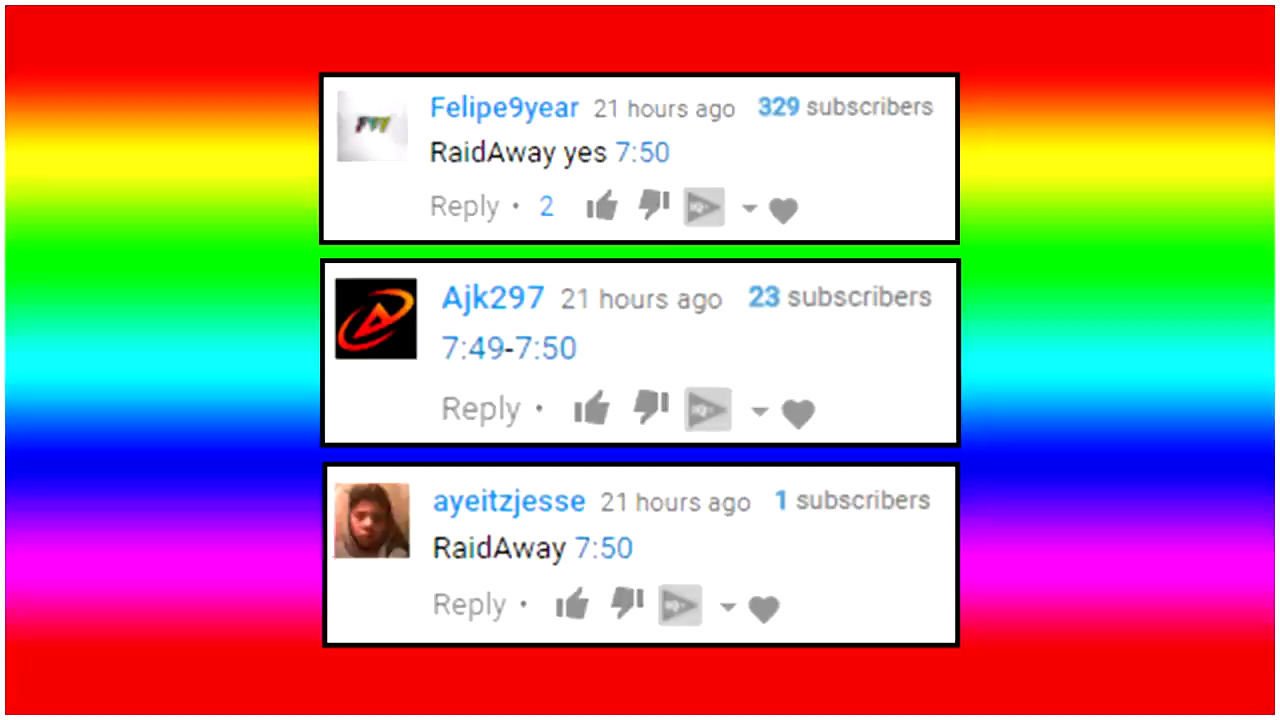 Felipe9year 21 hours ago 329 subscribers
RaidAway yes 7:50
Reply • 2
Ajk297 21 hours ago 23 subscribers
7:49-7:50
Reply •
ayeitzjesse 21 hours ago 1 subscribers
RaidAway 7:50
Reply •